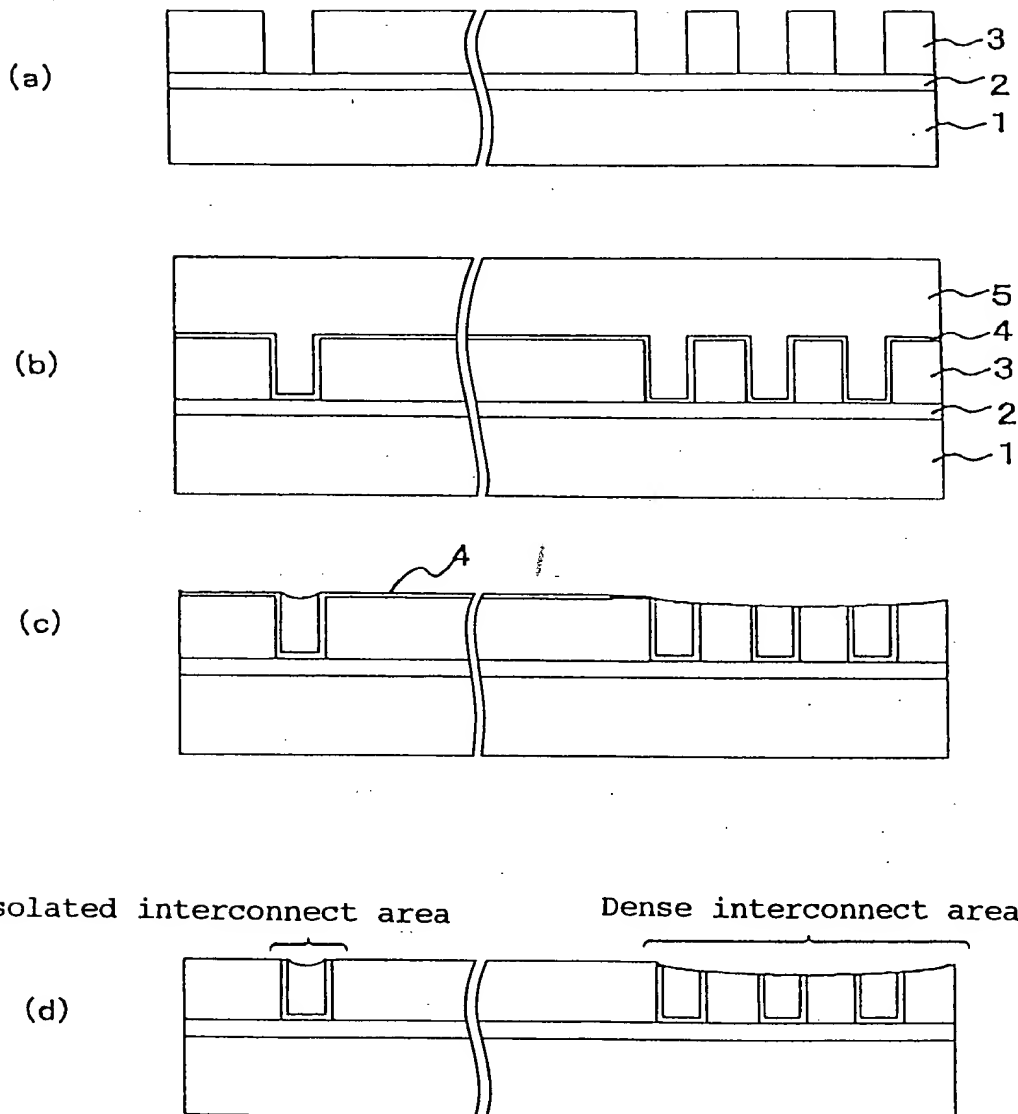 (a)
3
2
1
(b)
5
4
3
2
1
(c)
4
solated interconnect area
Dense interconnect area
(d)